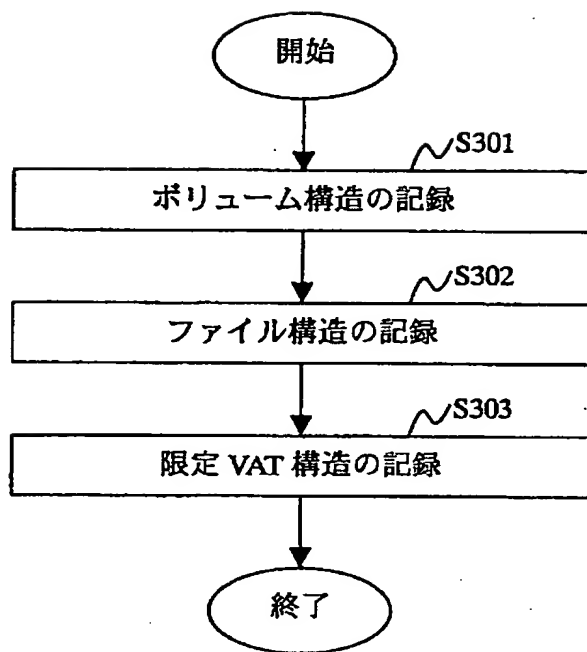 開始
S301
ボリューム構造の記録
S302
ファイル構造の記録
S303
限定 VAT 構造の記録
終了